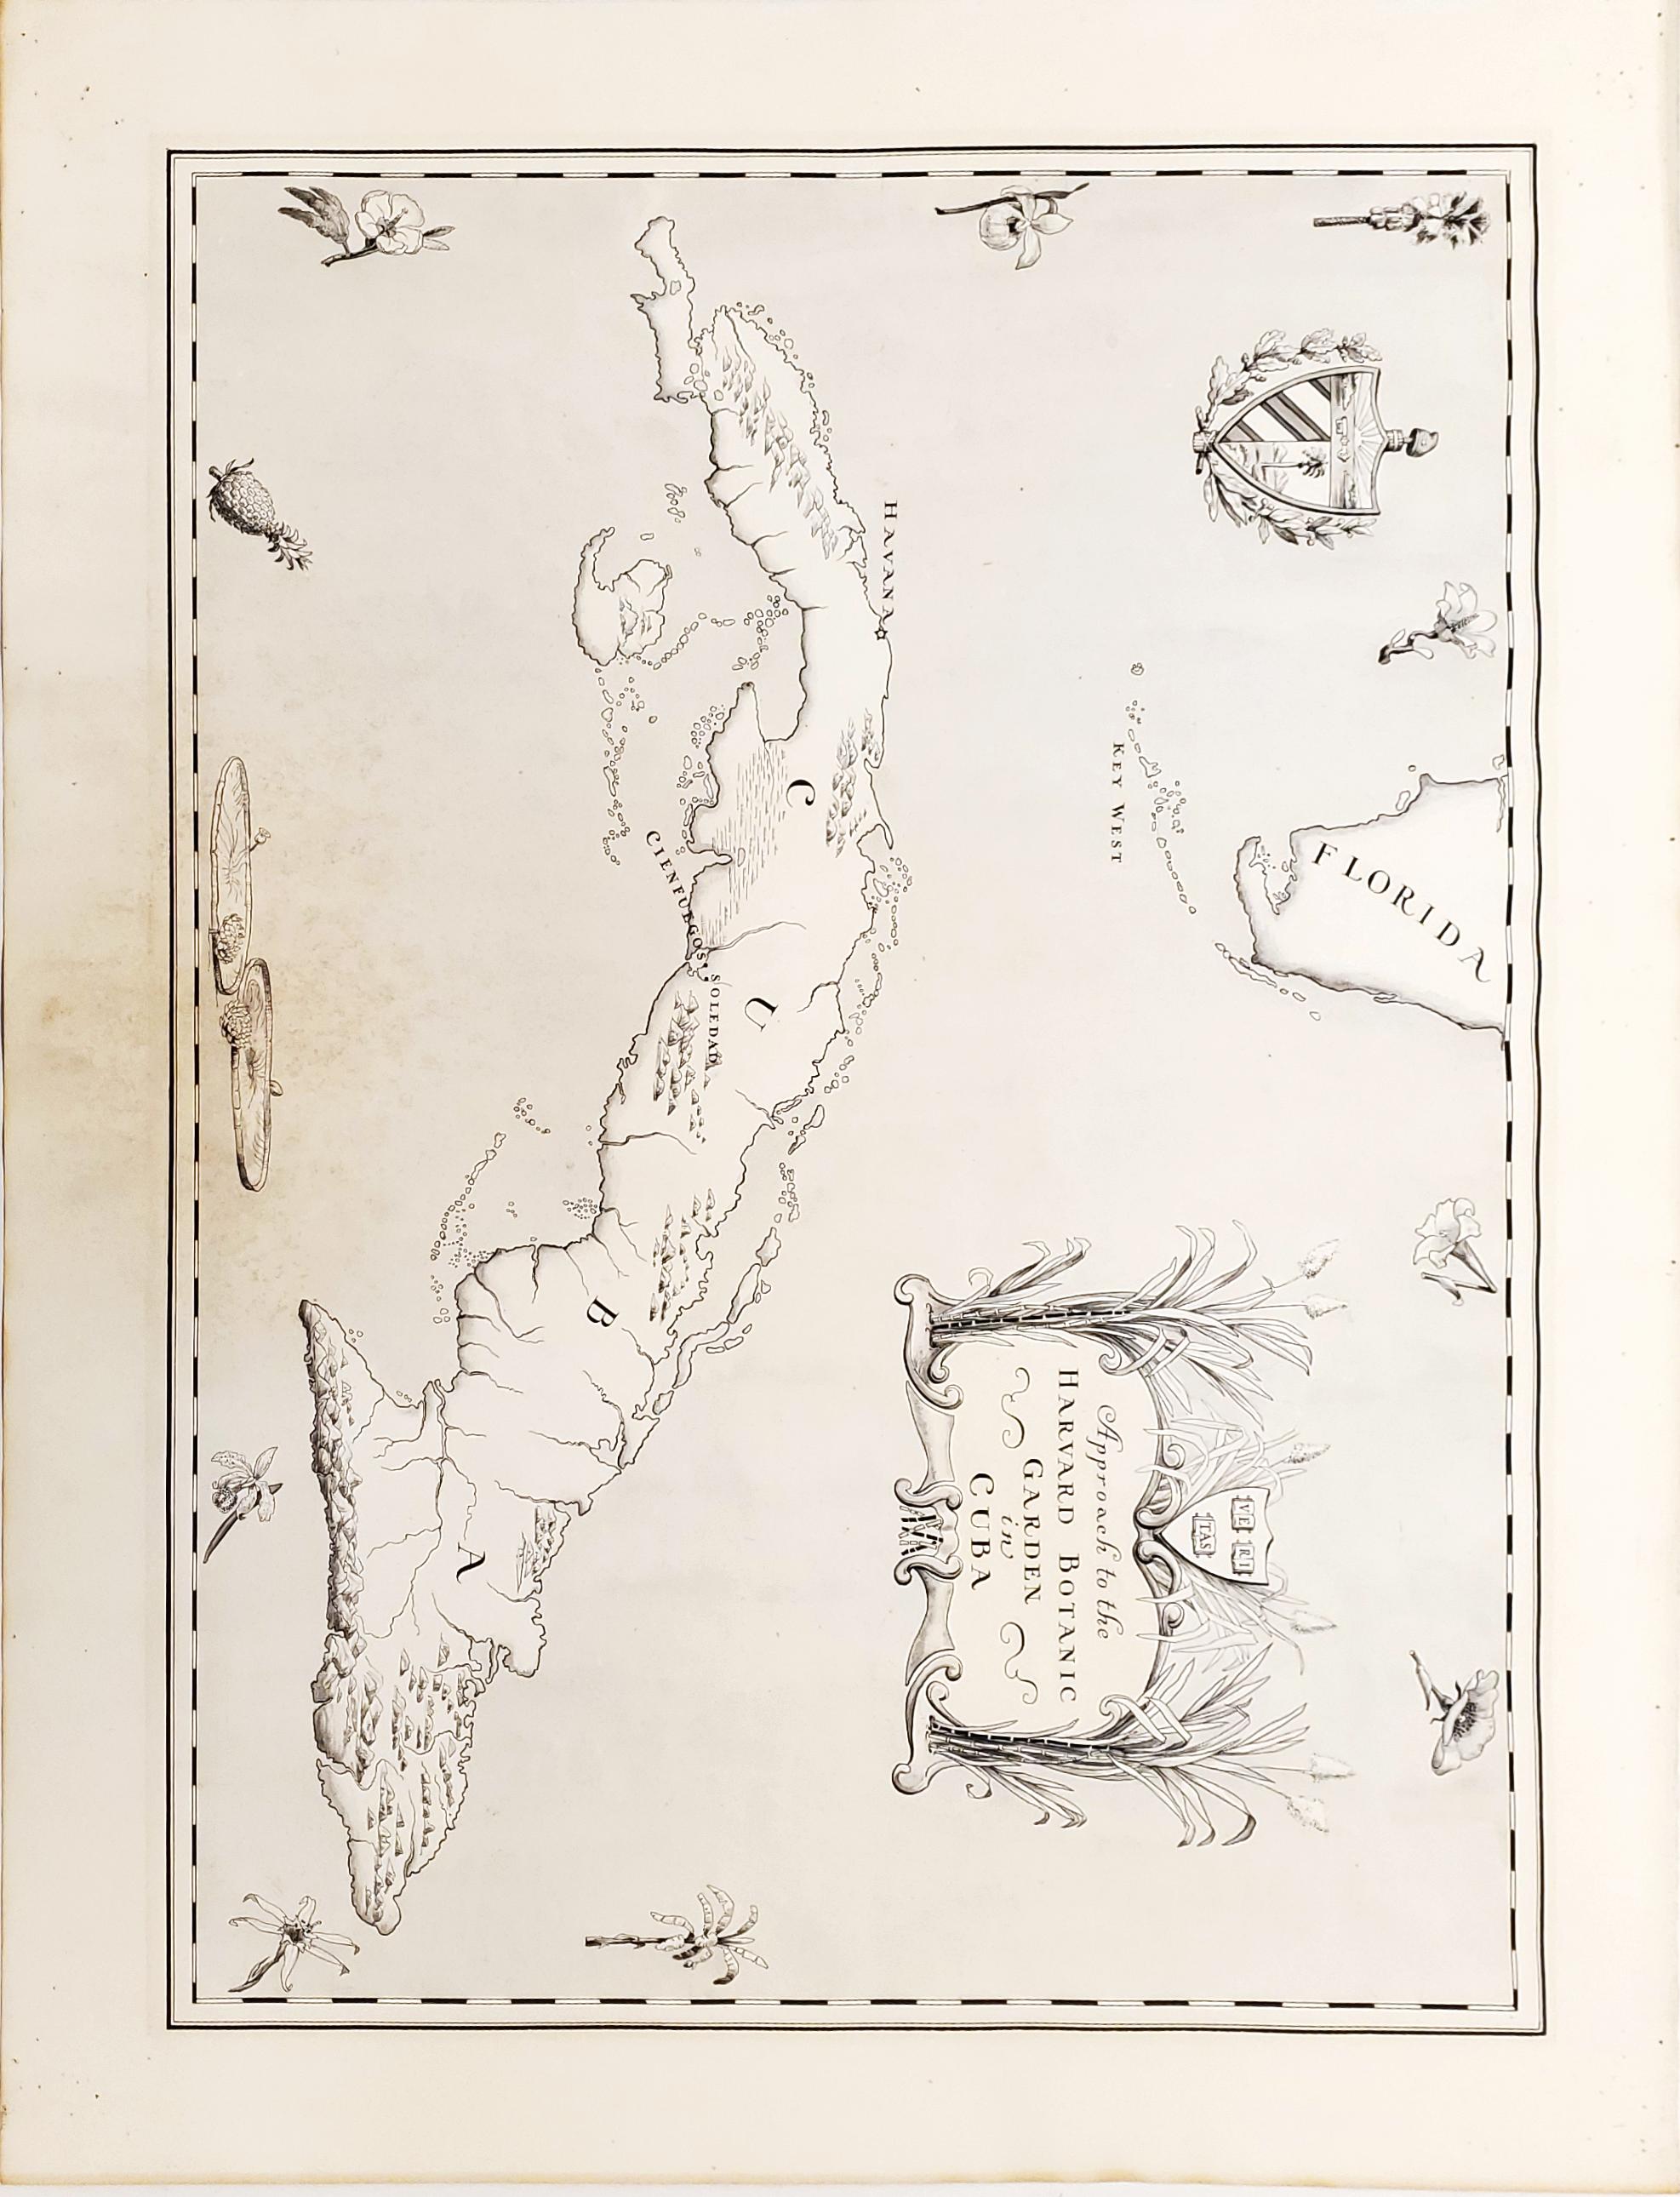 FLORIDA
KEY WEST
HAVANA
CUBA
CIENFUEGOS
SOLEDAD
VE RI
TAS
Approach to the
HARVARD BOTANIC
GARDEN
in
CUBA